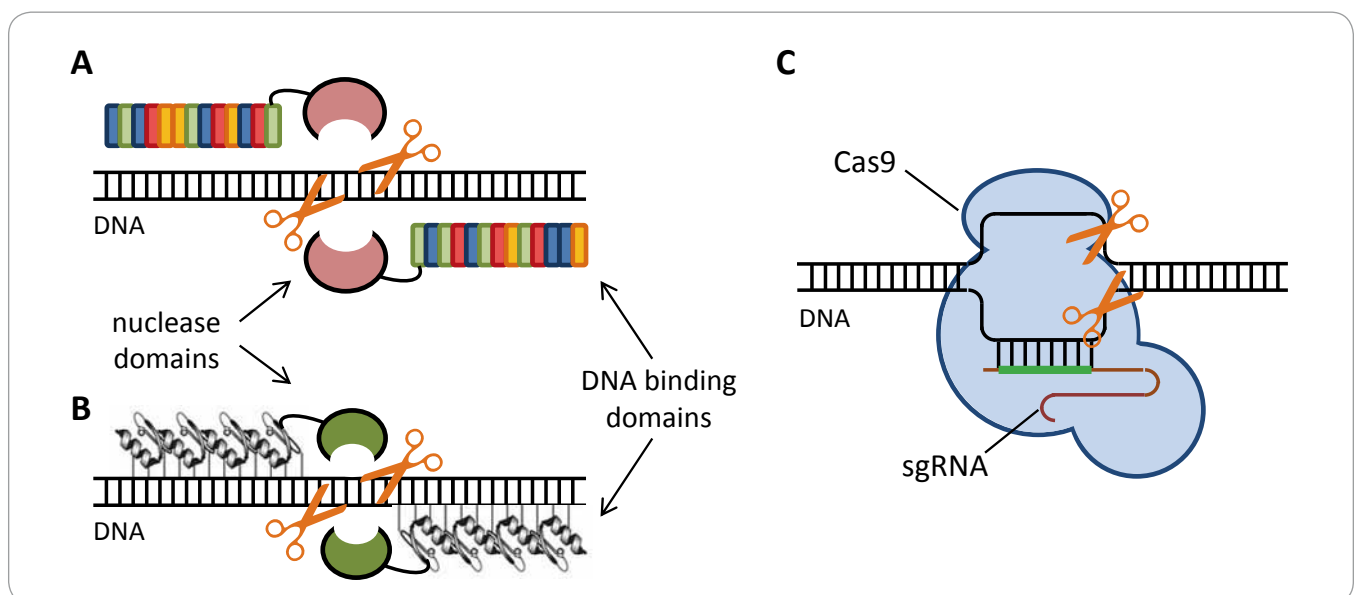 A
DNA
nuclease
domains
B
DNA
DNA binding
domains
C
Cas9
DNA
sgRNA